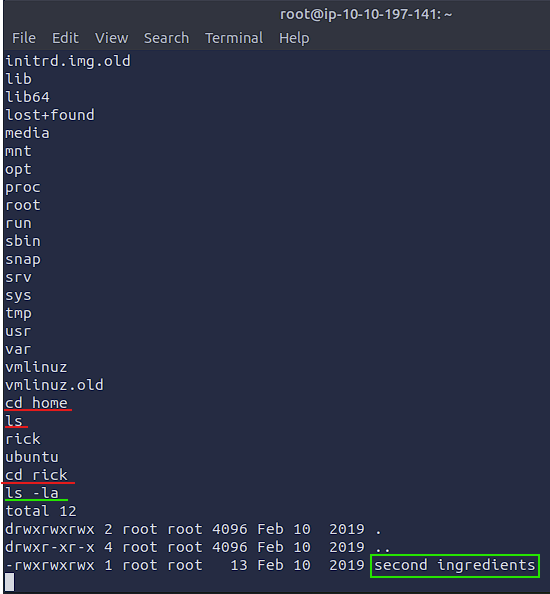 root@ip-10-10-197-141: ~
File Edit View Search Terminal Help
initrd.img.old
lib
lib64
lost+found
media
mnt
opt
proc
root
run
sbin
snap
srv
sys
tmp
usr
var
vmlinuz
vmlinuz.old
cd home
ls
rick
ubuntu
cd rick
ls -la
total 12
drwxrwxrwx 2 root root 4096 Feb 10  2019 .
drwxr-xr-x 4 root root 4096 Feb 10  2019 ..
-rwxrwxrwx 1 root root   13 Feb 10  2019 second ingredients